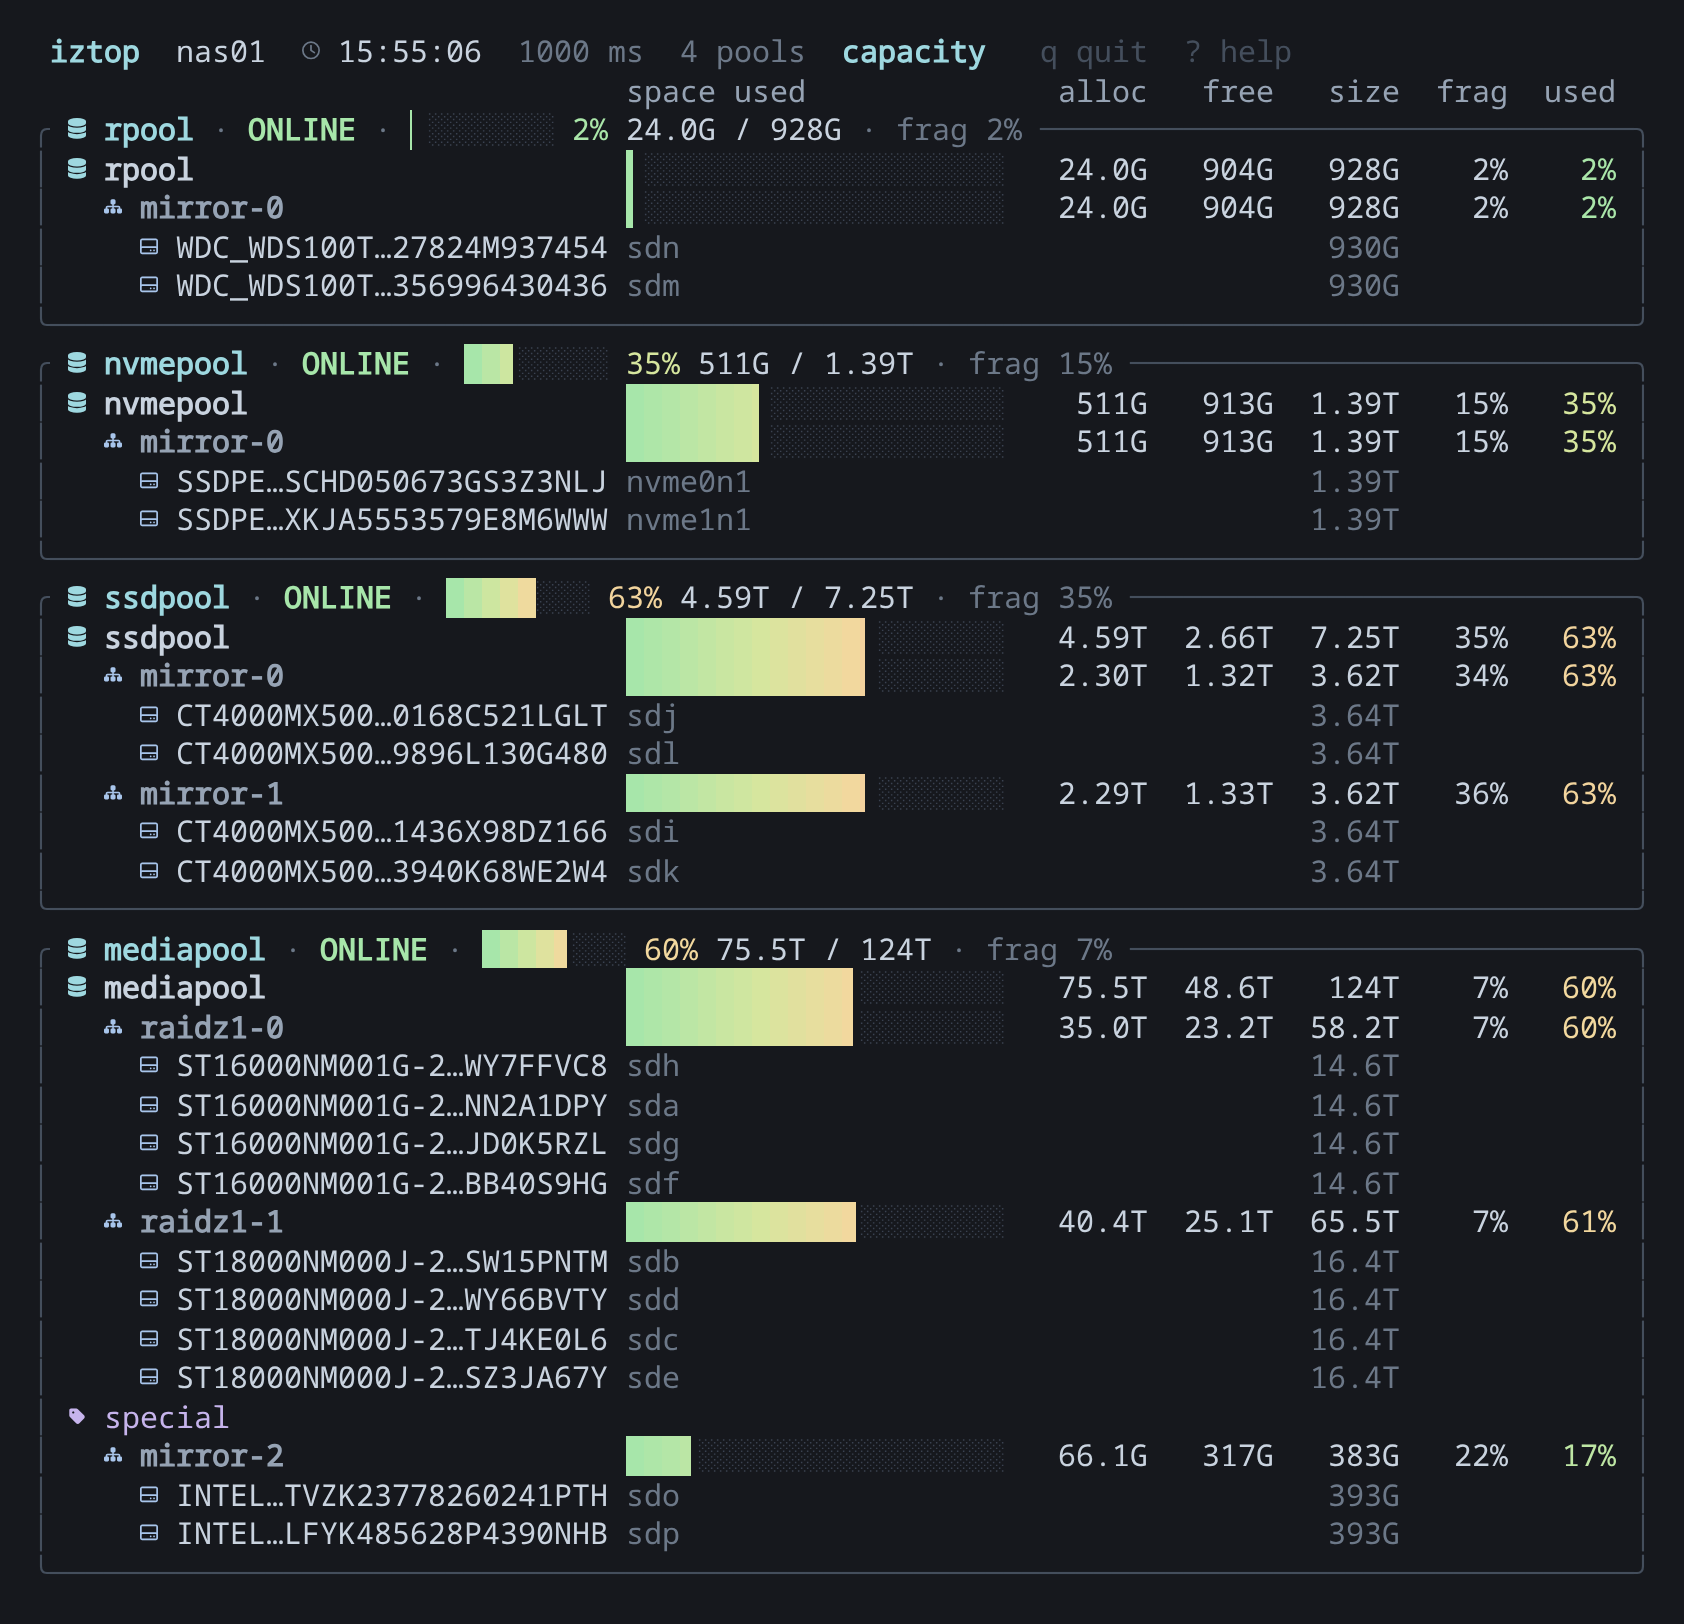 iztop nas01 15:55:06 1000 ms 4 pools capacity q quit ? help
space used alloc free size frag used
rpool · ONLINE · 2% 24.0G / 928G · frag 2%
rpool 24.0G 904G 928G 2% 2%
mirror-0 24.0G 904G 928G 2% 2%
WDC_WDS100T…27824M937454 sdn 930G
WDC_WDS100T…356996430436 sdm 930G
nvmepool · ONLINE · 35% 511G / 1.39T · frag 15%
nvmepool 511G 913G 1.39T 15% 35%
mirror-0 511G 913G 1.39T 15% 35%
SSDPE…SCHD050673GS3Z3NLJ nvme0n1 1.39T
SSDPE…XKJA5553579E8M6WWW nvme1n1 1.39T
ssdpool · ONLINE · 63% 4.59T / 7.25T · frag 35%
ssdpool 4.59T 2.66T 7.25T 35% 63%
mirror-0 2.30T 1.32T 3.62T 34% 63%
CT4000MX500…0168C521LGLT sdj 3.64T
CT4000MX500…9896L130G480 sdl 3.64T
mirror-1 2.29T 1.33T 3.62T 36% 63%
CT4000MX500…1436X98DZ166 sdi 3.64T
CT4000MX500…3940K68WE2W4 sdk 3.64T
mediapool · ONLINE · 60% 75.5T / 124T · frag 7%
mediapool 75.5T 48.6T 124T 7% 60%
raidz1-0 35.0T 23.2T 58.2T 7% 60%
ST16000NM001G-2…WY7FFVC8 sdh 14.6T
ST16000NM001G-2…NN2A1DPY sda 14.6T
ST16000NM001G-2…JD0K5RZL sdg 14.6T
ST16000NM001G-2…BB40S9HG sdf 14.6T
raidz1-1 40.4T 25.1T 65.5T 7% 61%
ST18000NM000J-2…SW15PNTM sdb 16.4T
ST18000NM000J-2…WY66BVTY sdd 16.4T
ST18000NM000J-2…TJ4KE0L6 sdc 16.4T
ST18000NM000J-2…SZ3JA67Y sde 16.4T
special
mirror-2 66.1G 317G 383G 22% 17%
INTEL…TVZK23778260241PTH sdo 393G
INTEL…LFYK485628P4390NHB sdp 393G